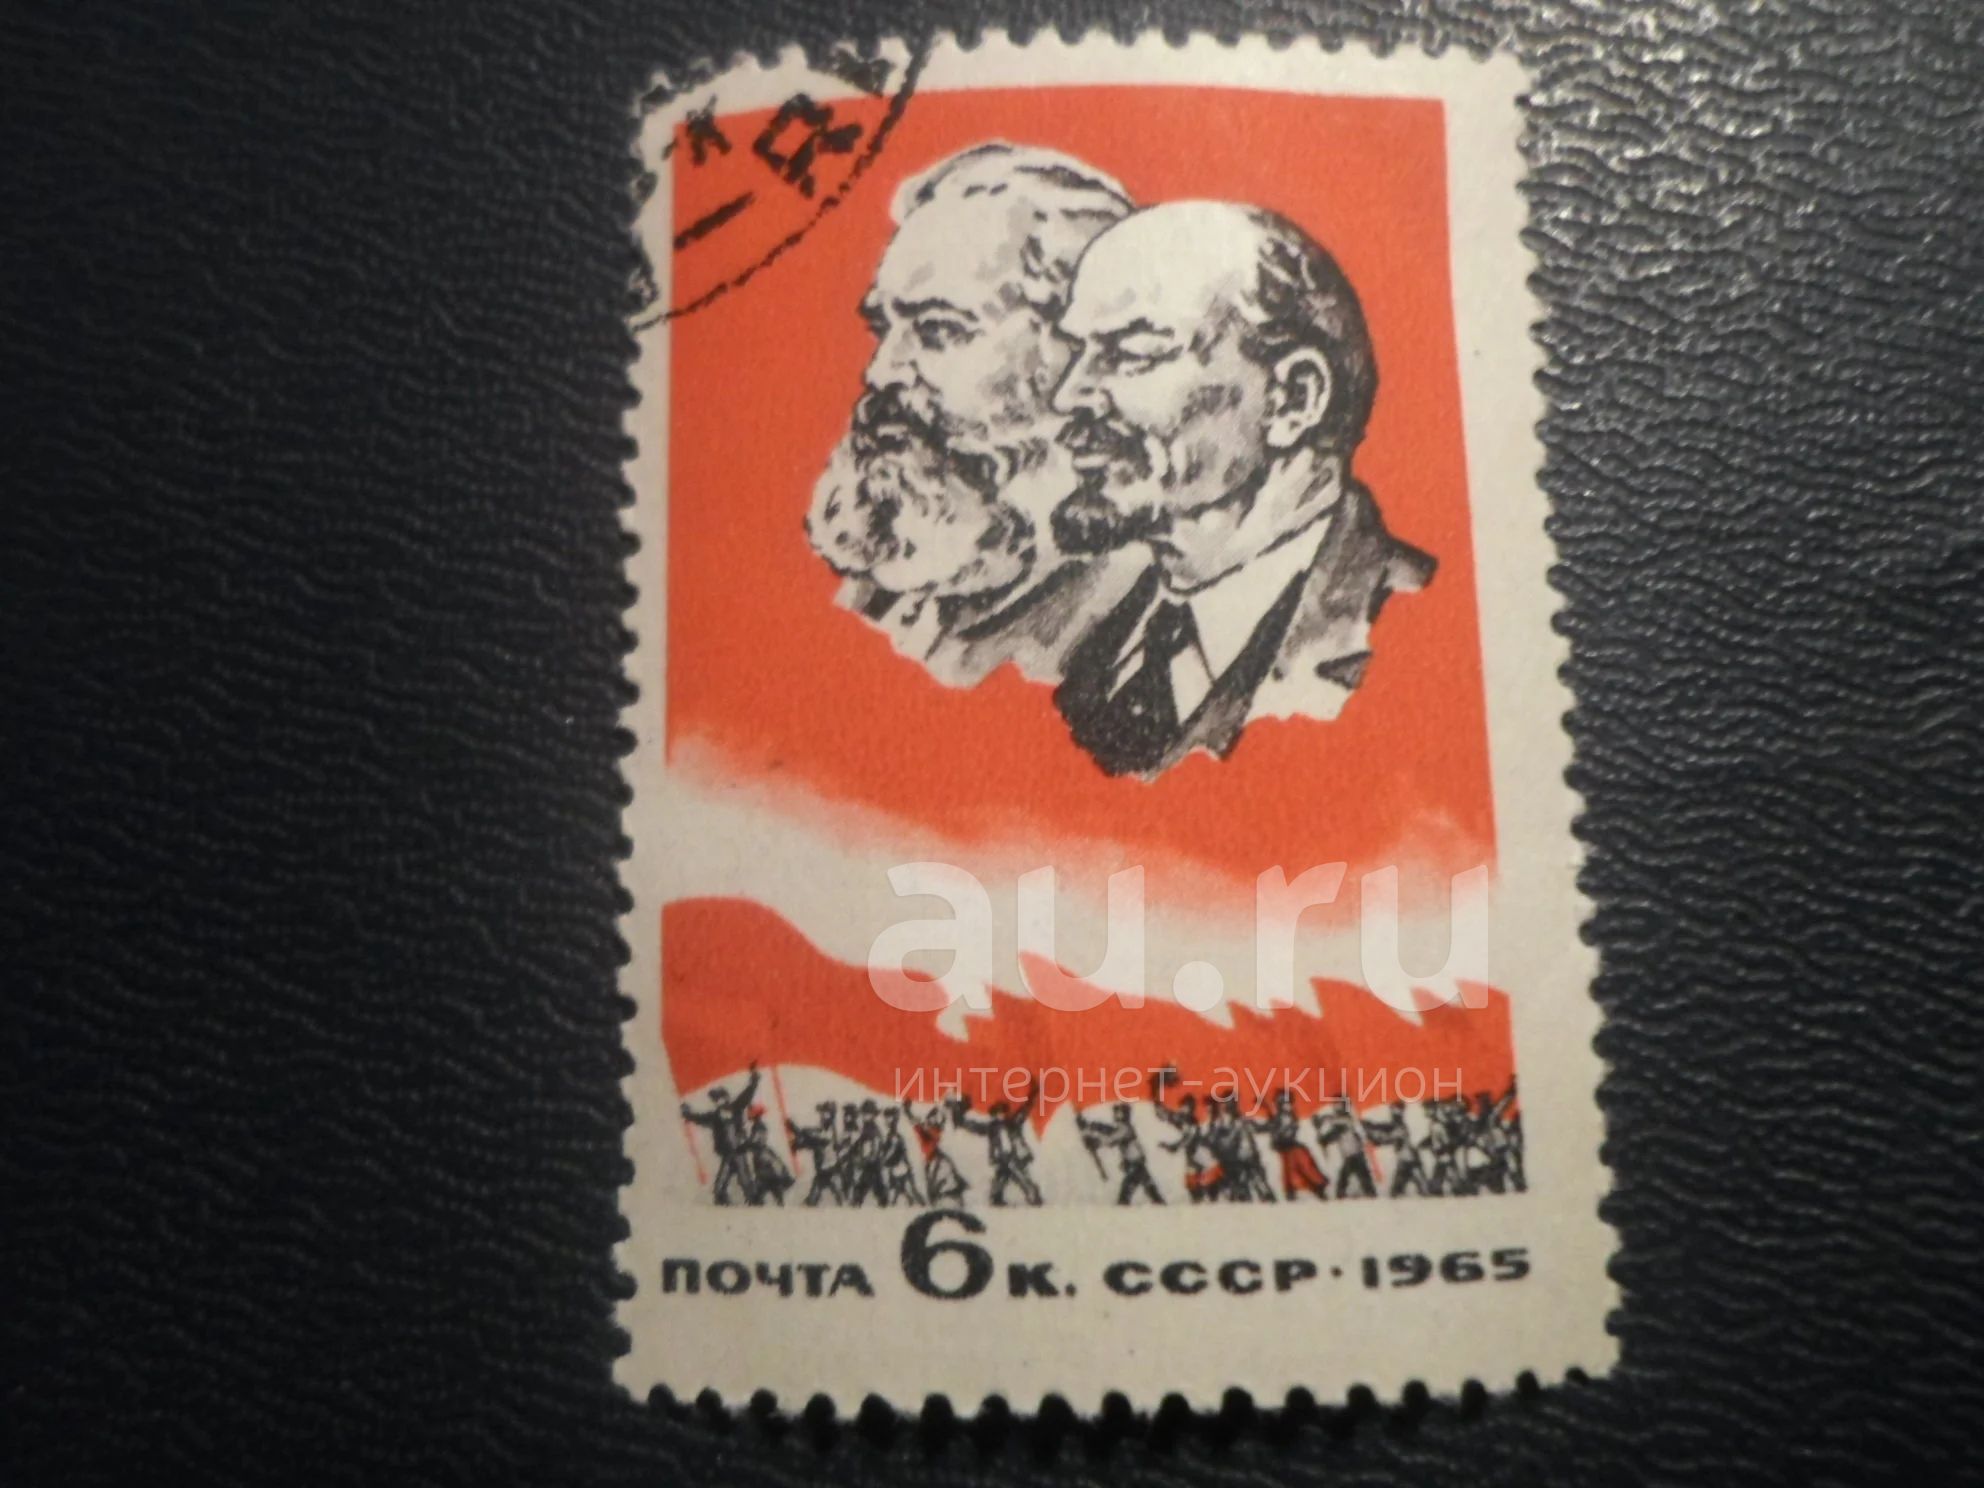 au.ru
интернет-аукцион
ПОЧТА 6 К. СССР · 1965